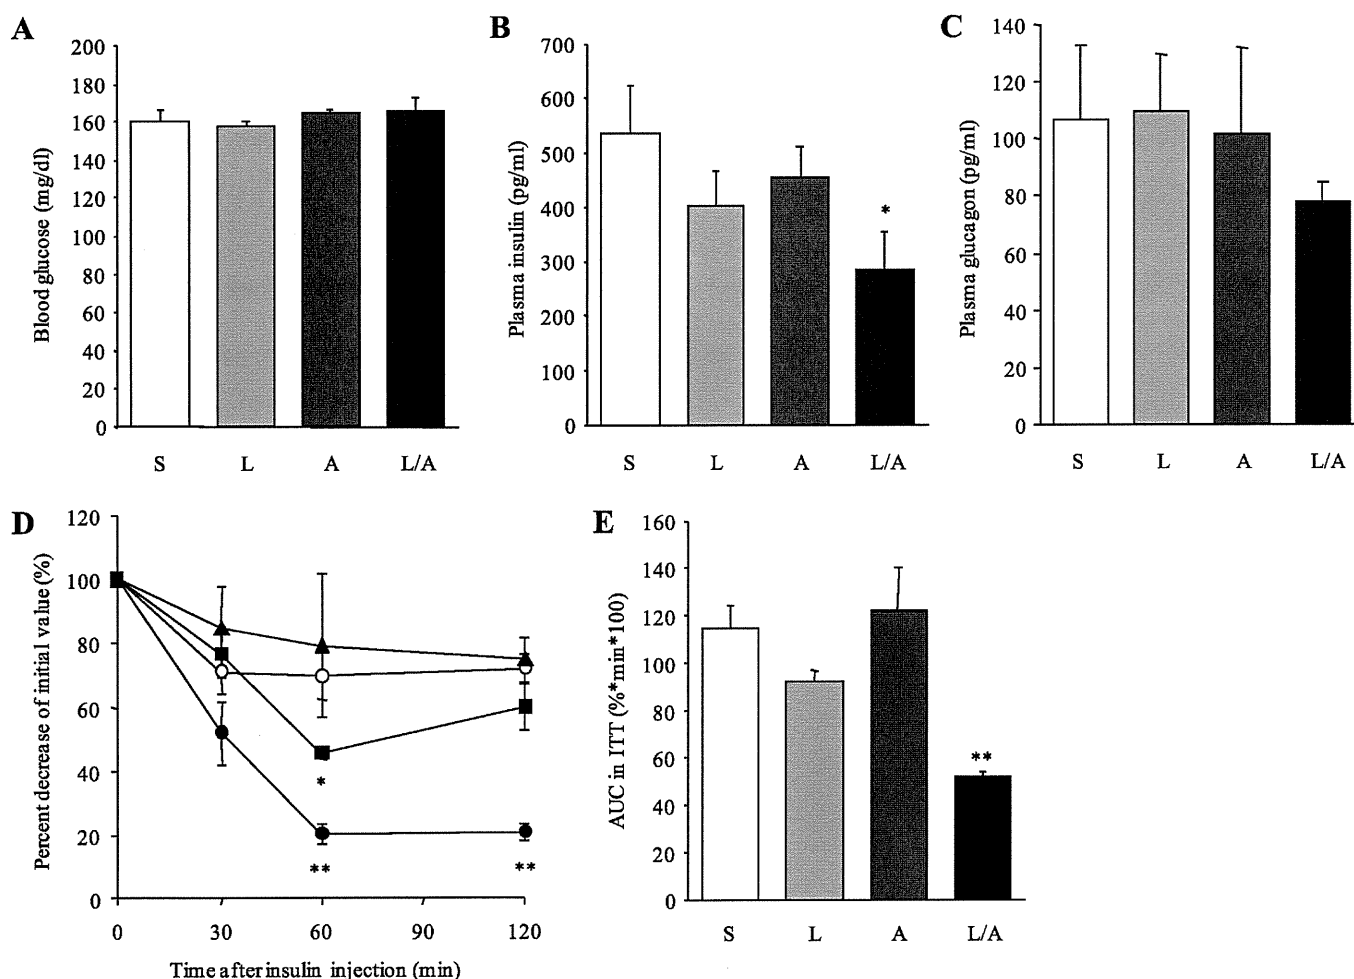 A
Blood glucose (mg/dl)
200
180
160
140
160
100
80
60
40
20
0
S L A L/A
B
Plasma insulin (pg/ml)
700
600
500
400
300
200
100
0
*
S L A L/A
C
Plasma glucagon (pg/ml)
140
120
100
80
60
40
20
0
S L A L/A
D
Percent decrease of initial value (%)
120
100
80
60
40
20
0
*
** **
0 30 60 90 120
Time after insulin injection (min)
E
AUC in ITT (%*min*100)
160
140
120
100
80
60
40
20
0
**
S L A L/A